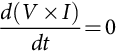 d(V × I)/dt = 0